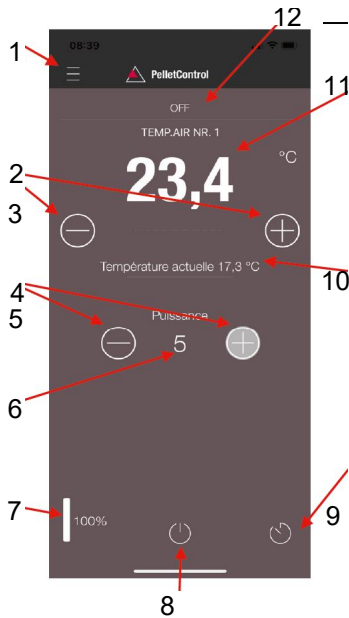 12
08:39
1
PelletControl
OFF
11
TEMP.AIR NR. 1
23,4
°C
2
3
Température actuelle 17,3 °C
10
4
Puissance
5
5
6
7
100%
9
8